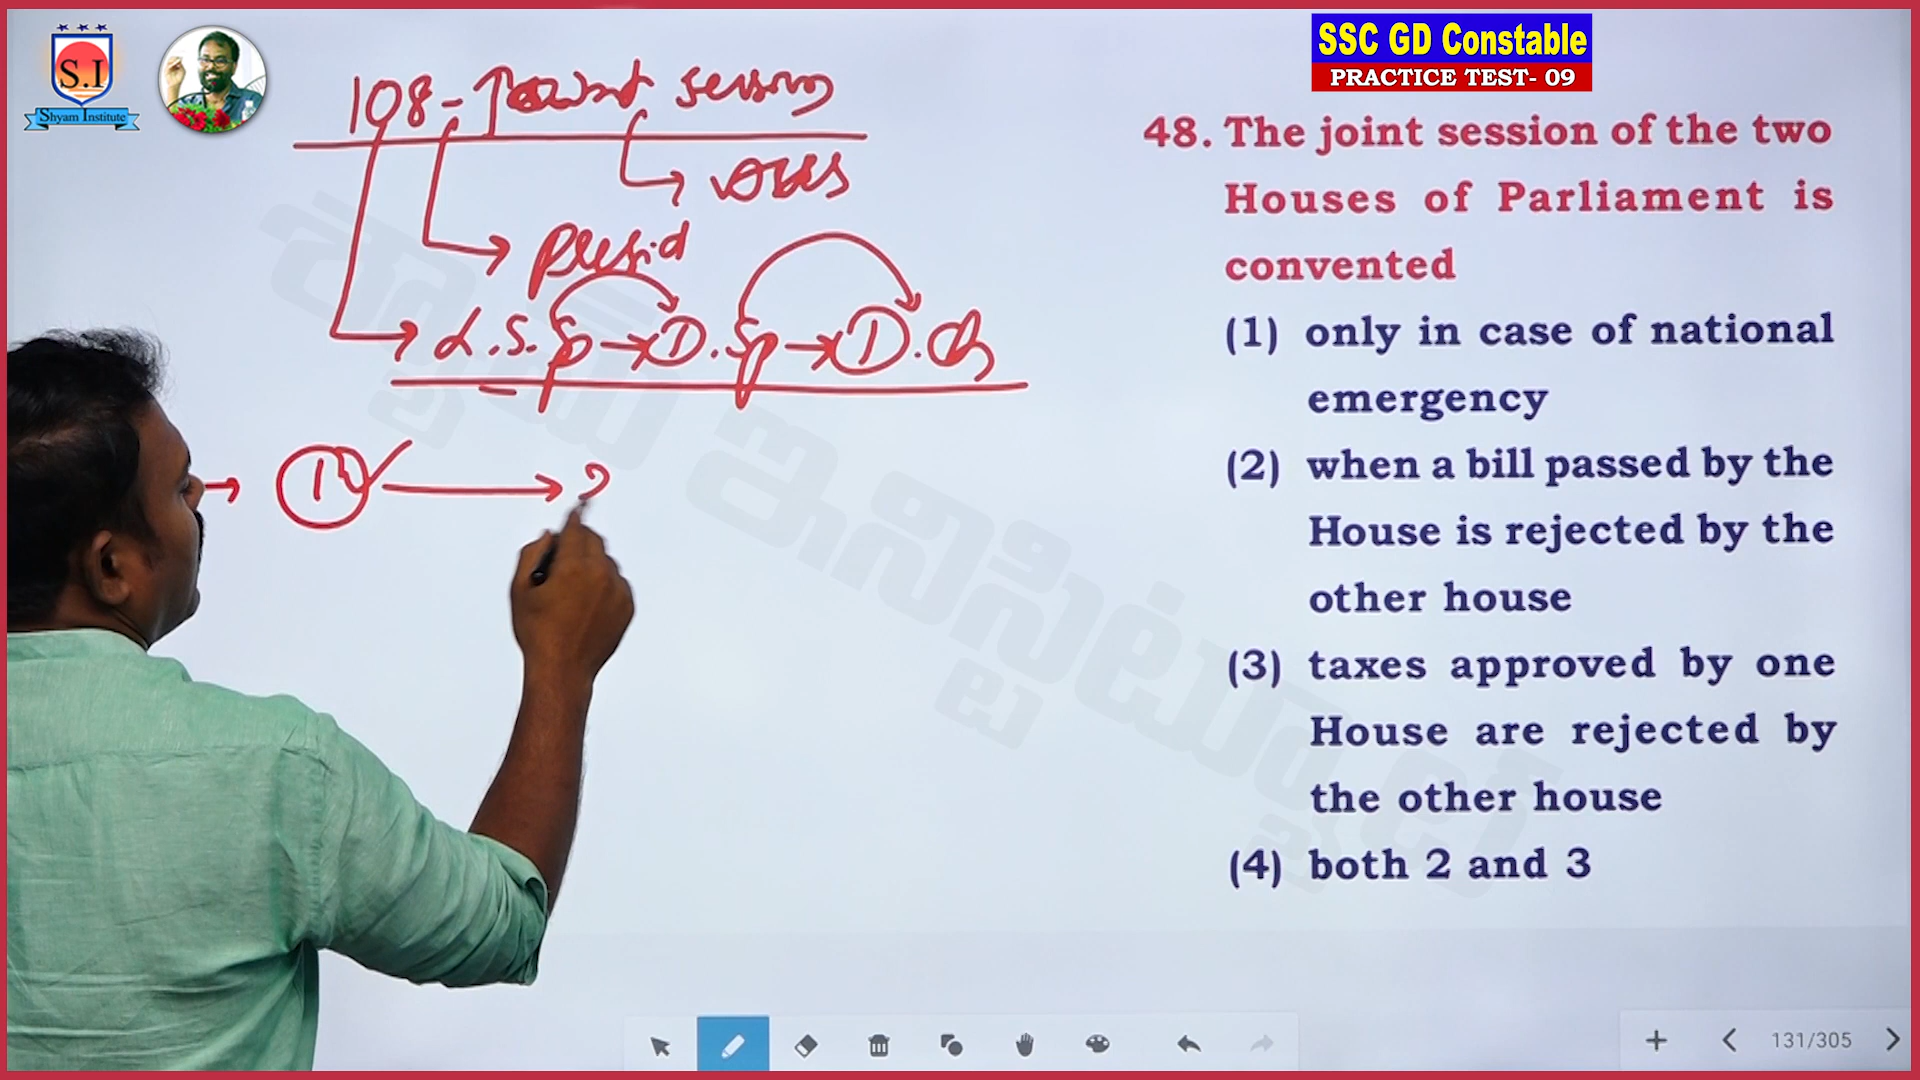 S.I
Shyam Institute
SSC GD Constable
PRACTICE TEST- 09
108 - Joint session
votes
Presid
L.S. Sp → D.Sp → D.Ch
48. The joint session of the two
Houses of Parliament is
convented
(1) only in case of national
emergency
(2) when a bill passed by the
House is rejected by the
other house
(3) taxes approved by one
House are rejected by
the other house
(4) both 2 and 3
శ్యామ్ ఇన్స్టిట్యూట్
131/305